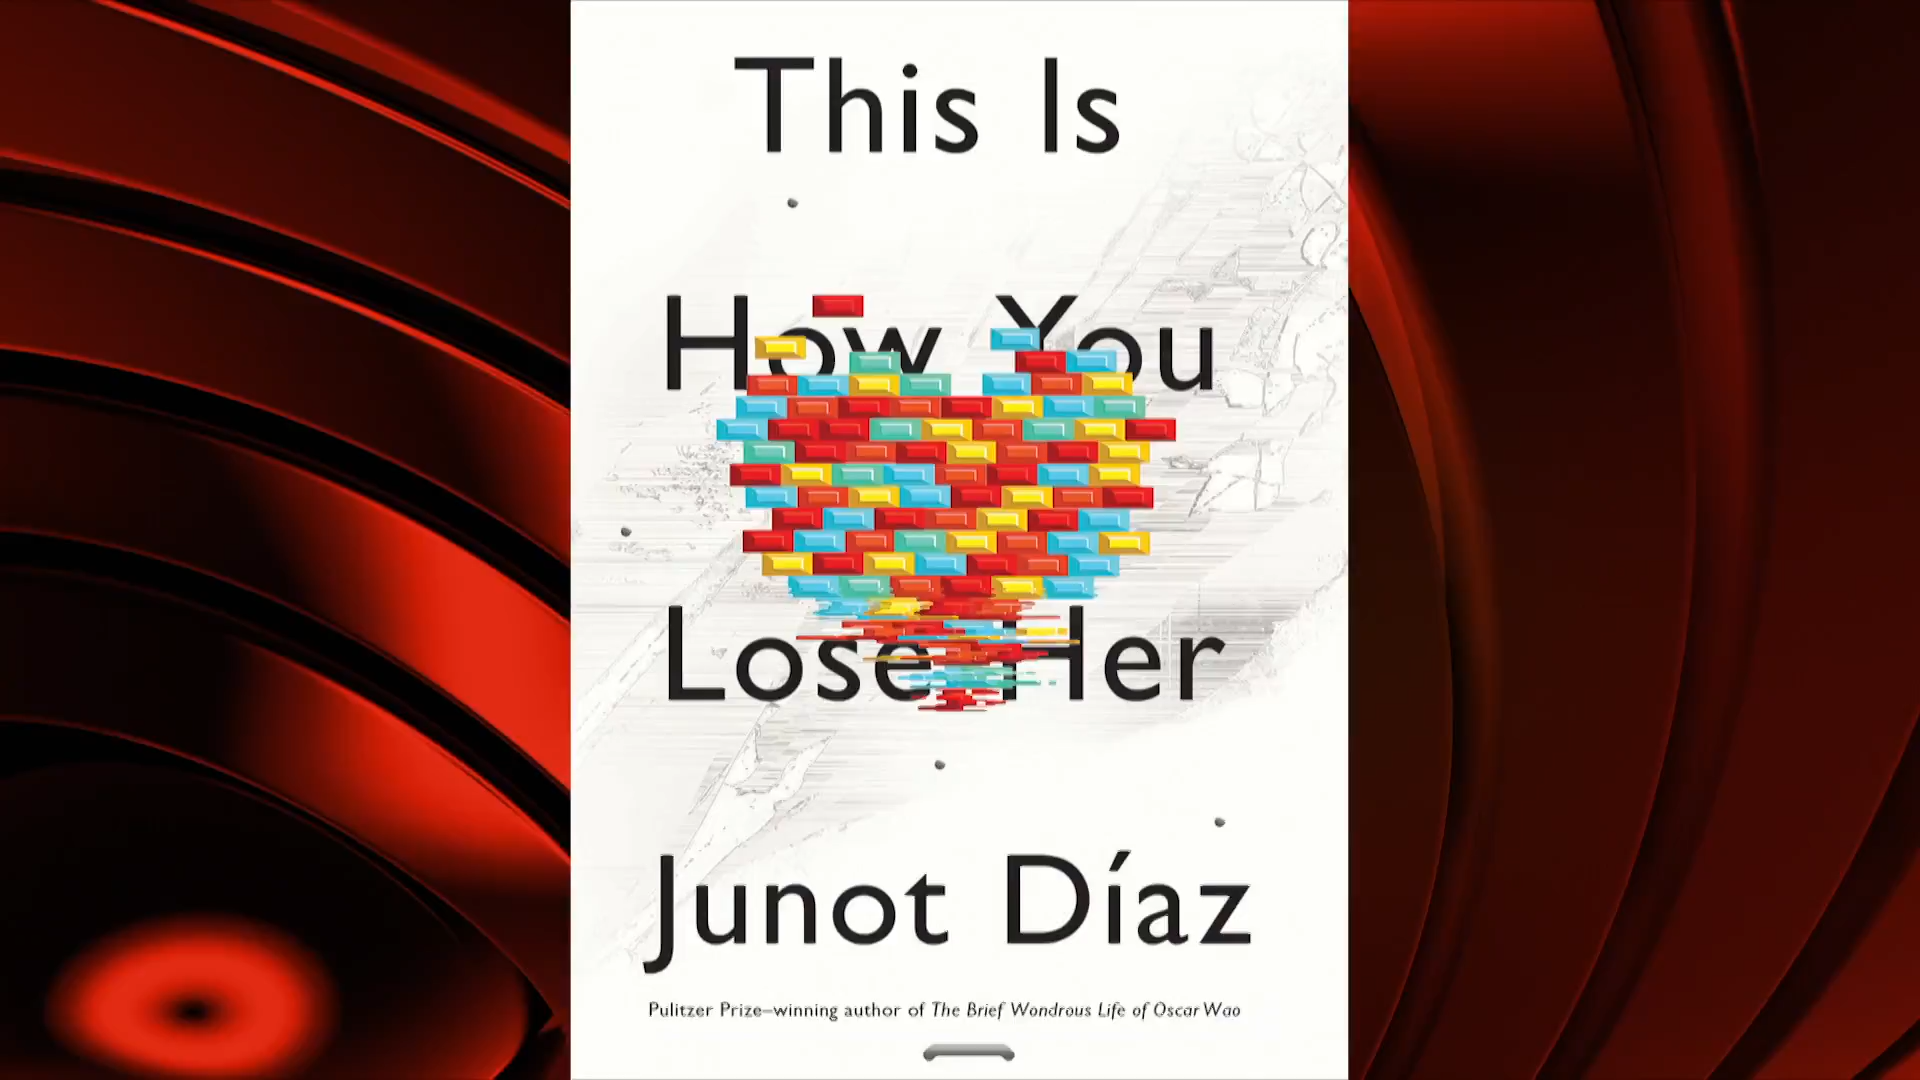 This Is
How You
Lose Her
Junot Díaz
Pulitzer Prize–winning author of The Brief Wondrous Life of Oscar Wao